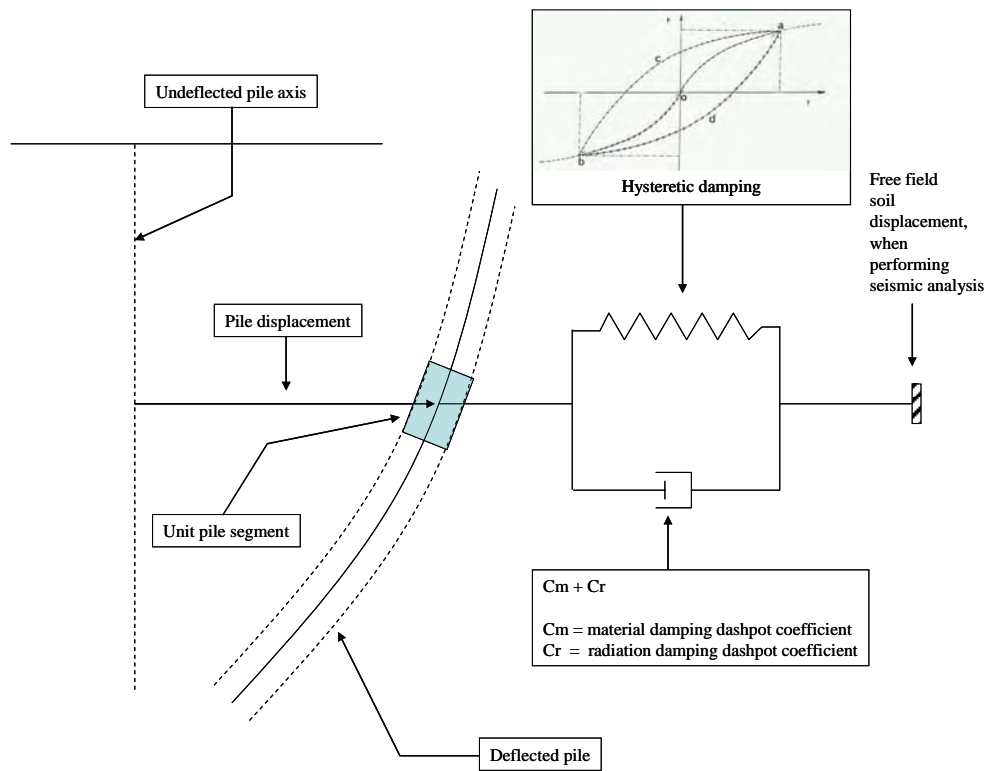 Undeflected pile axis
a
c
o
d
b
Hysteretic damping
Free field
soil
displacement,
when
performing
seismic analysis
Pile displacement
Unit pile segment
Cm + Cr
Cm = material damping dashpot coefficient
Cr = radiation damping dashpot coefficient
Deflected pile